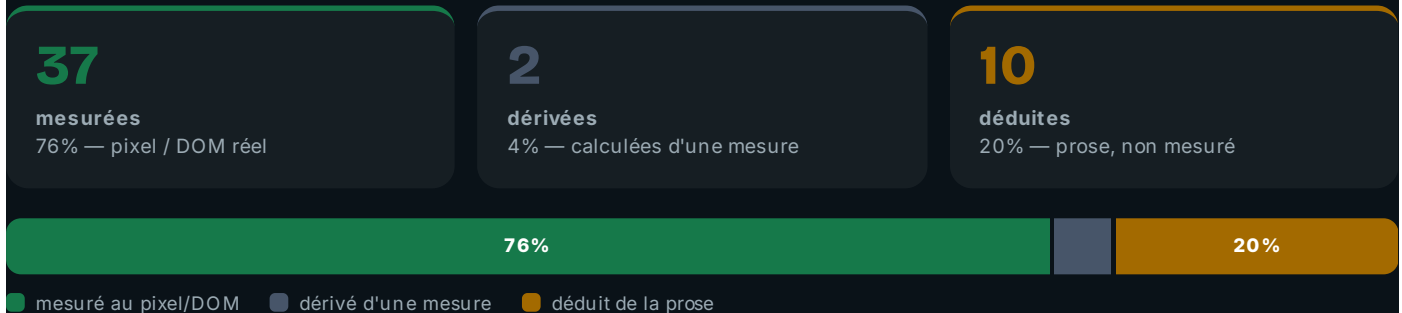 37
mesurées
76% — pixel / DOM réel
2
dérivées
4% — calculées d'une mesure
10
déduites
20% — prose, non mesuré
76%
20%
mesuré au pixel/DOM
dérivé d'une mesure
déduit de la prose